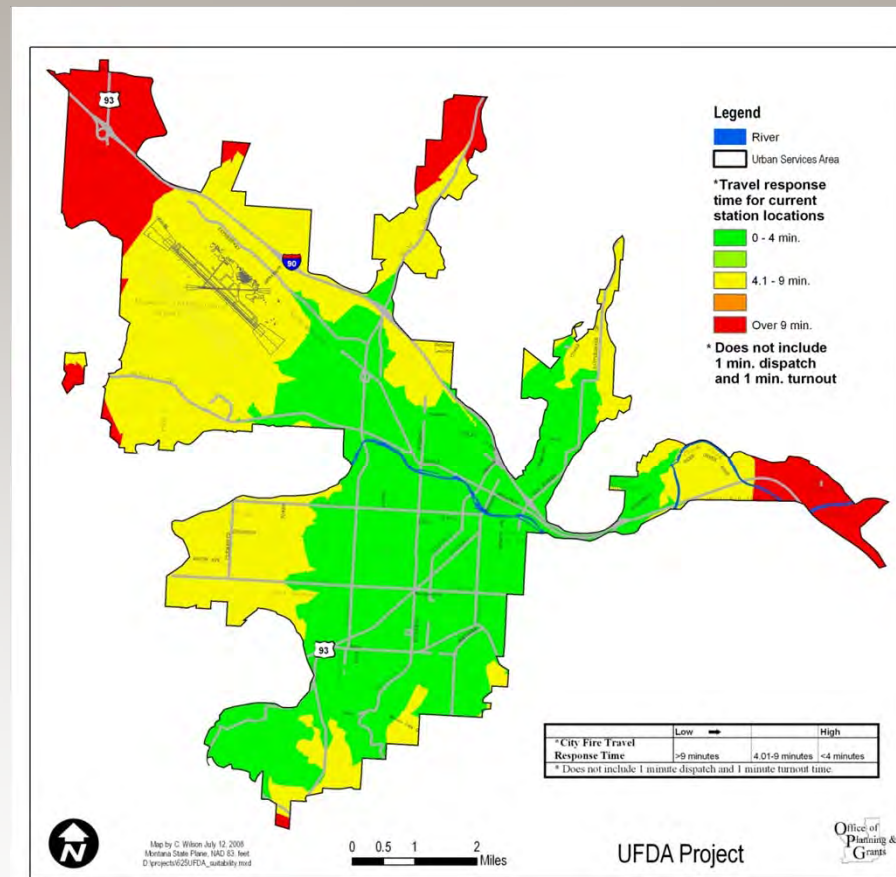 93
90
93
Legend
River
Urban Services Area
*Travel response
time for current
station locations
0 - 4 min.
4.1 - 9 min.
Over 9 min.
* Does not include
1 min. dispatch
and 1 min. turnout
Low
High
*City Fire Travel
Response Time
>9 minutes
4.01-9 minutes
<4 minutes
* Does not include 1 minute dispatch and 1 minute turnout time.
N
Map by C. Wilson July 12, 2008
Montana State Plane, NAD 83, feet
D:\projects\625UFDA_suitability.mxd
0 0.5 1 2
Miles
UFDA Project
Office of
Planning &
Grants